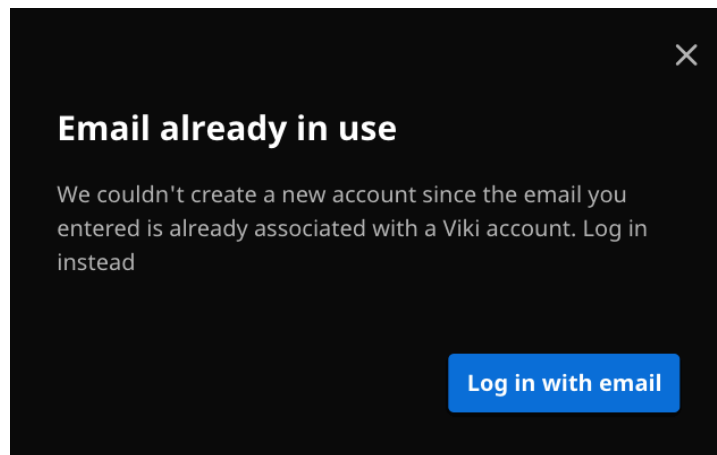 Email already in use
We couldn't create a new account since the email you
entered is already associated with a Viki account. Log in
instead
Log in with email